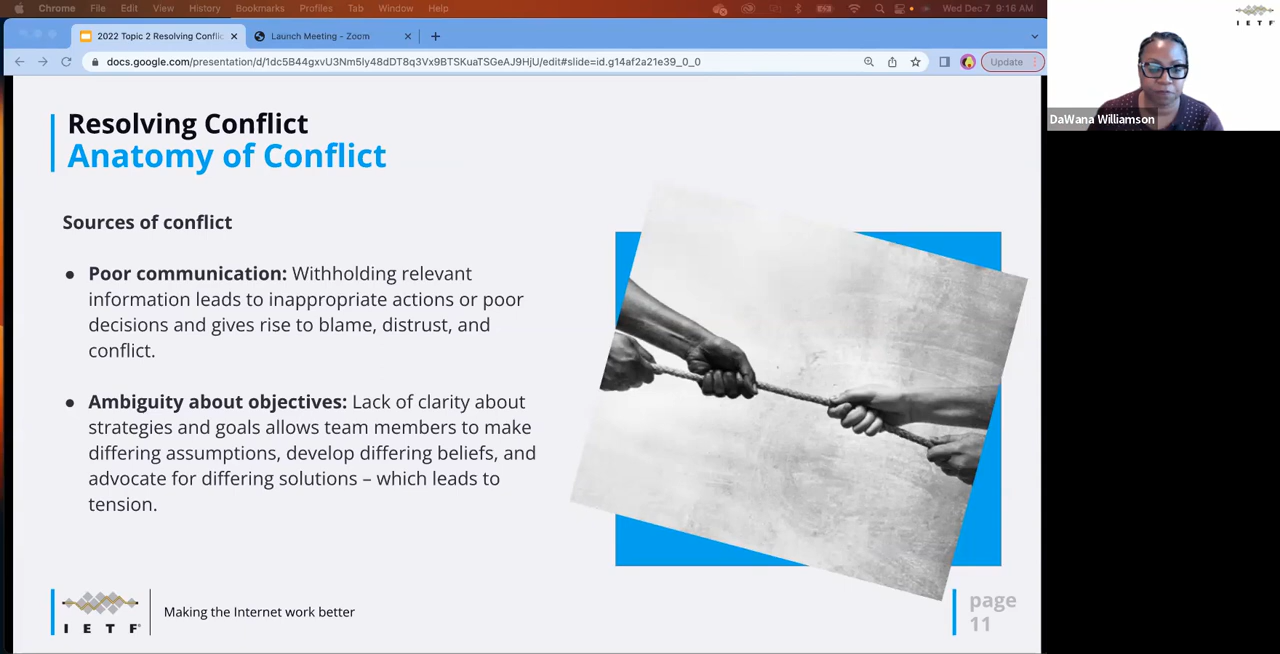 Chrome File Edit View History Bookmarks Profiles Tab Window Help Wed Dec 7 9:16 AM
2022 Topic 2 Resolving Conflic Launch Meeting - Zoom
docs.google.com/presentation/d/1dc5B44gxvU3Nm5Iy48dDT8q3Vx9BTSKuaTSGeAJ9HjU/edit#slide=id.g14af2a21e39_0_0 Update
IETF
DaWana Williamson
Resolving Conflict
Anatomy of Conflict
Sources of conflict
● Poor communication: Withholding relevant
information leads to inappropriate actions or poor
decisions and gives rise to blame, distrust, and
conflict.
● Ambiguity about objectives: Lack of clarity about
strategies and goals allows team members to make
differing assumptions, develop differing beliefs, and
advocate for differing solutions – which leads to
tension.
IETF®
Making the Internet work better
page
11